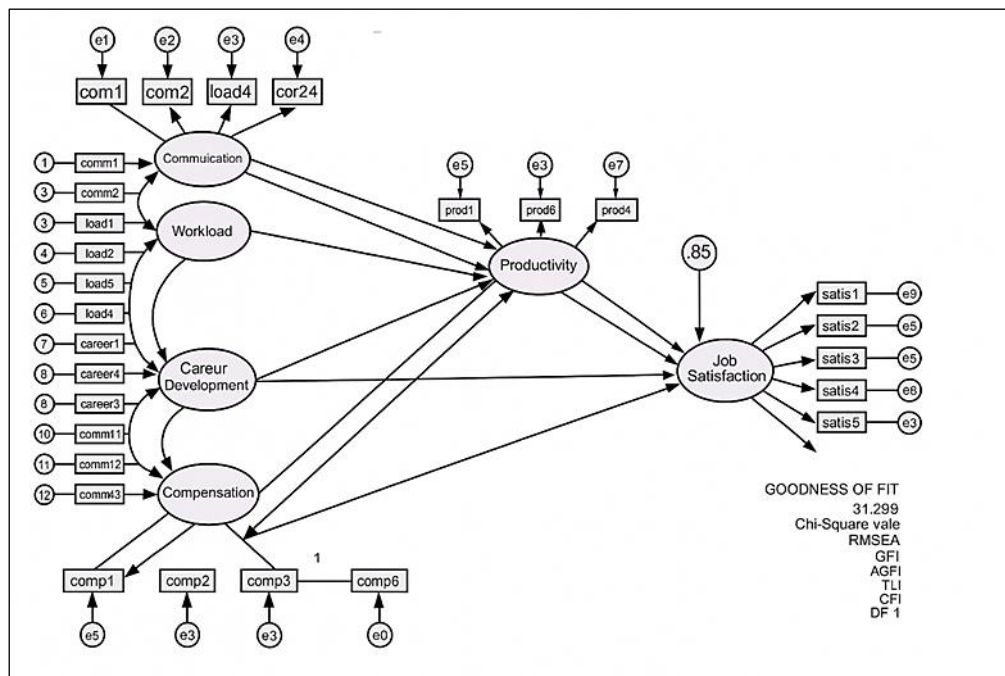 e1
e2
e3
e4
com1
com2
load4
cor24
Commuication
1
comm1
3
comm2
3
load1
4
load2
5
load5
6
load4
7
career1
8
career4
8
career3
10
comm11
11
comm12
12
comm43
Workload
Careur
Development
Compensation
e5
e3
e7
prod1
prod6
prod4
Productivity
.85
Job
Satisfaction
satis1
e9
satis2
e5
satis3
e5
satis4
e6
satis5
e3
GOODNESS OF FIT
31.299
Chi-Square vale
RMSEA
GFI
AGFI
TLI
CFI
DF 1
1
comp1
comp2
comp3
comp6
e5
e3
e3
e0